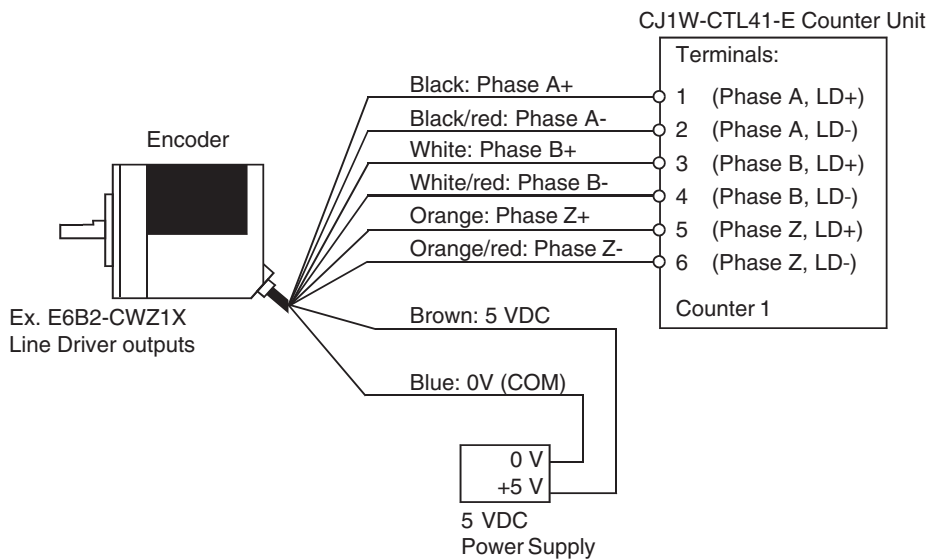 CJ1W-CTL41-E Counter Unit
Terminals:
Black: Phase A+
1 (Phase A, LD+)
Black/red: Phase A-
2 (Phase A, LD-)
Encoder
White: Phase B+
3 (Phase B, LD+)
White/red: Phase B-
4 (Phase B, LD-)
Orange: Phase Z+
5 (Phase Z, LD+)
Orange/red: Phase Z-
6 (Phase Z, LD-)
Ex. E6B2-CWZ1X
Line Driver outputs
Brown: 5 VDC
Counter 1
Blue: 0V (COM)
0 V
+5 V
5 VDC
Power Supply